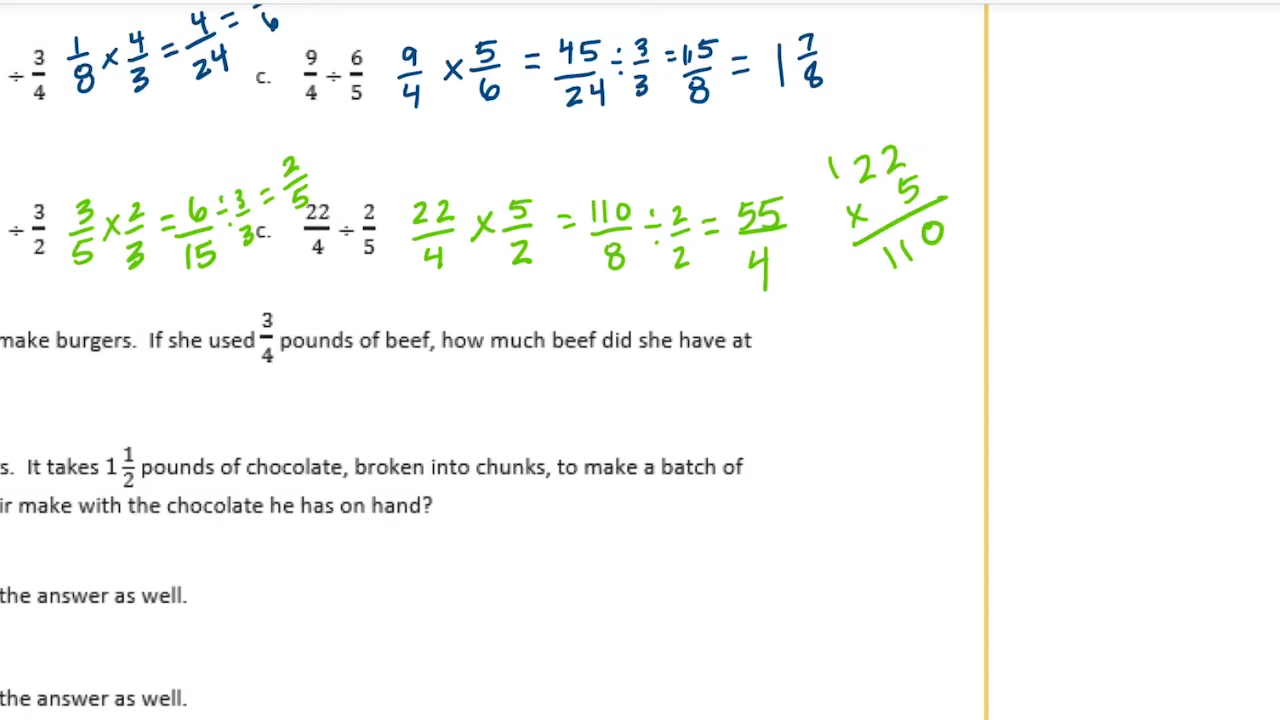 ÷ 3/4 1/8 × 4/3 = 4/24 = /6 c. 9/4 ÷ 6/5 9/4 × 5/6 = 45/24 ÷ 3/3 = 15/8 = 1 7/8
÷ 3/2 3/5 × 2/3 = 6/15 ÷ 3/3 = 2/5 c. 22/4 ÷ 2/5 22/4 × 5/2 = 110/8 ÷ 2/2 = 55/4
1 22
× 5
110
make burgers. If she used 3/4 pounds of beef, how much beef did she have at
s. It takes 1 1/2 pounds of chocolate, broken into chunks, to make a batch of
ir make with the chocolate he has on hand?
the answer as well.
the answer as well.